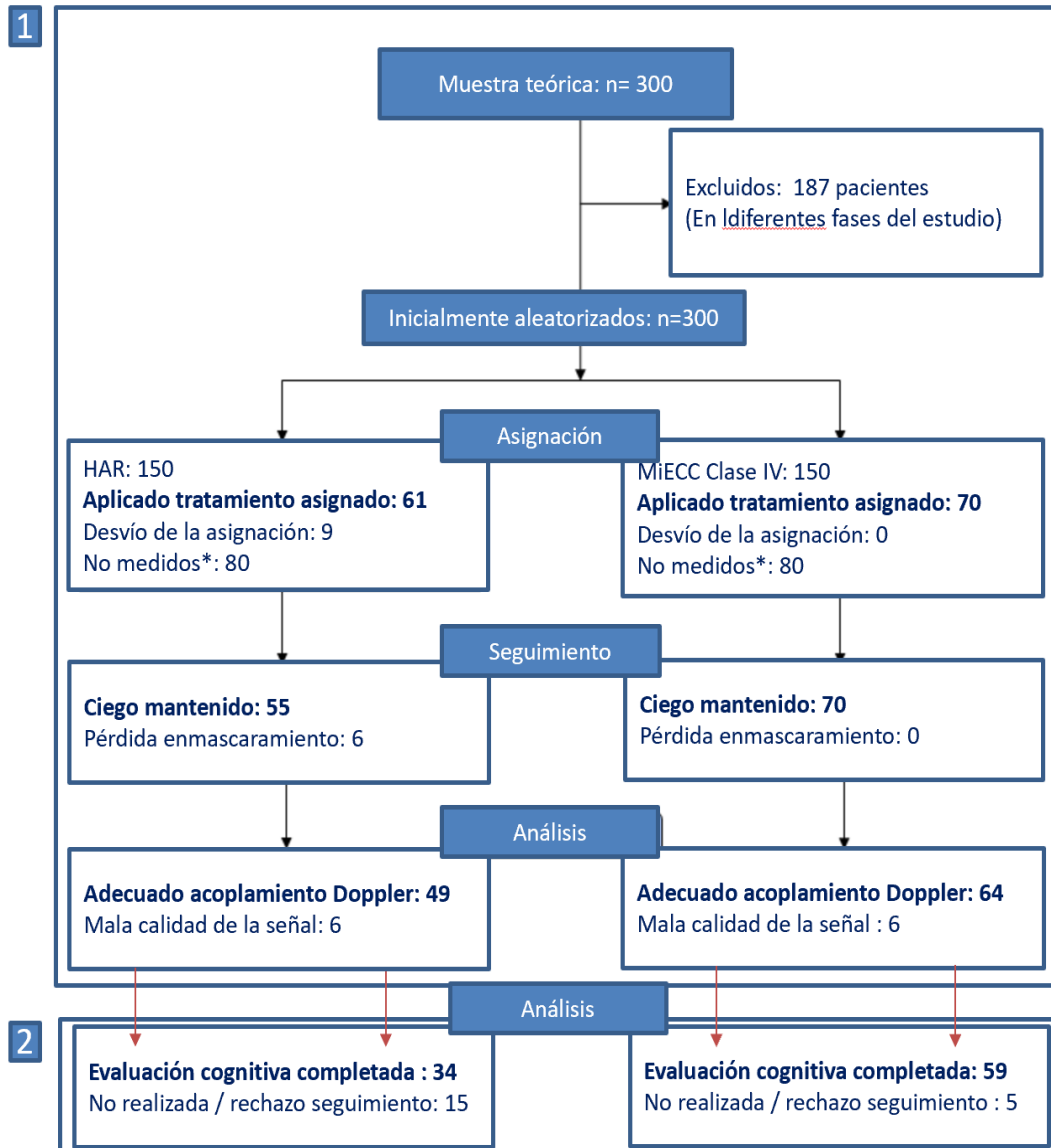 1
Muestra teórica: n= 300
Excluidos:  187 pacientes
(En ldiferentes fases del estudio)
Inicialmente aleatorizados: n=300
Asignación
HAR: 150
Aplicado tratamiento asignado: 61
Desvío de la asignación: 9
No medidos*: 80
MiECC Clase IV: 150
Aplicado tratamiento asignado: 70
Desvío de la asignación: 0
No medidos*: 80
Seguimiento
Ciego mantenido: 55
Pérdida enmascaramiento: 6
Ciego mantenido: 70
Pérdida enmascaramiento: 0
Análisis
Adecuado acoplamiento Doppler: 49
Mala calidad de la señal: 6
Adecuado acoplamiento Doppler: 64
Mala calidad de la señal : 6
Análisis
2
Evaluación cognitiva completada : 34
No realizada / rechazo seguimiento: 15
Evaluación cognitiva completada: 59
No realizada / rechazo seguimiento : 5